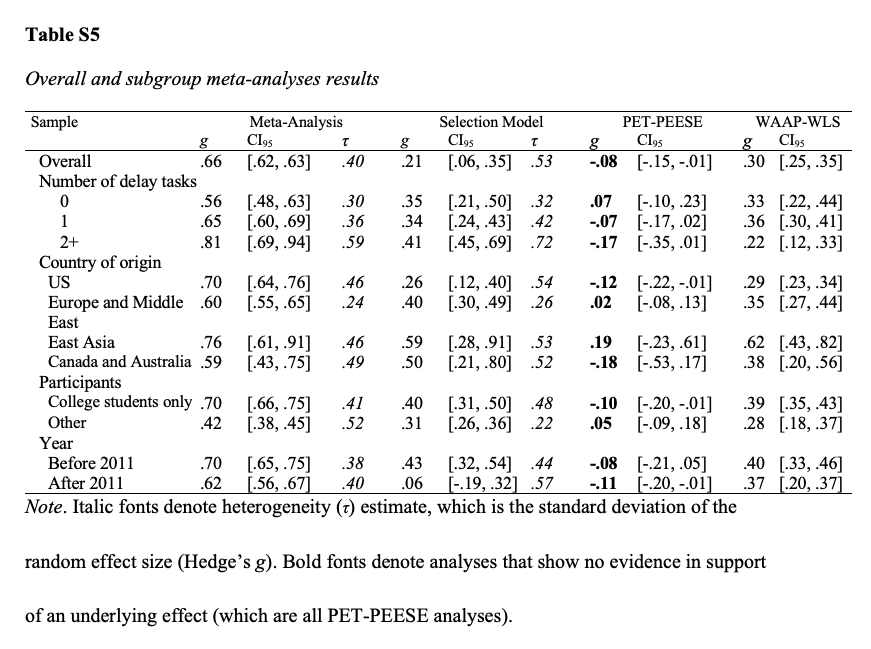 Table S5
Overall and subgroup meta-analyses results
Sample Meta-Analysis Selection Model PET-PEESE WAAP-WLS
g CI95 τ g CI95 τ g CI95 g CI95
Overall .66 [.62, .63] .40 .21 [.06, .35] .53 -.08 [-.15, -.01] .30 [.25, .35]
Number of delay tasks
0 .56 [.48, .63] .30 .35 [.21, .50] .32 .07 [-.10, .23] .33 [.22, .44]
1 .65 [.60, .69] .36 .34 [.24, .43] .42 -.07 [-.17, .02] .36 [.30, .41]
2+ .81 [.69, .94] .59 .41 [.45, .69] .72 -.17 [-.35, .01] .22 [.12, .33]
Country of origin
US .70 [.64, .76] .46 .26 [.12, .40] .54 -.12 [-.22, -.01] .29 [.23, .34]
Europe and Middle .60 [.55, .65] .24 .40 [.30, .49] .26 .02 [-.08, .13] .35 [.27, .44]
East
East Asia .76 [.61, .91] .46 .59 [.28, .91] .53 .19 [-.23, .61] .62 [.43, .82]
Canada and Australia .59 [.43, .75] .49 .50 [.21, .80] .52 -.18 [-.53, .17] .38 [.20, .56]
Participants
College students only .70 [.66, .75] .41 .40 [.31, .50] .48 -.10 [-.20, -.01] .39 [.35, .43]
Other .42 [.38, .45] .52 .31 [.26, .36] .22 .05 [-.09, .18] .28 [.18, .37]
Year
Before 2011 .70 [.65, .75] .38 .43 [.32, .54] .44 -.08 [-.21, .05] .40 [.33, .46]
After 2011 .62 [.56, .67] .40 .06 [-.19, .32] .57 -.11 [-.20, -.01] .37 [.20, .37]
Note. Italic fonts denote heterogeneity (τ) estimate, which is the standard deviation of the
random effect size (Hedge’s g). Bold fonts denote analyses that show no evidence in support
of an underlying effect (which are all PET-PEESE analyses).